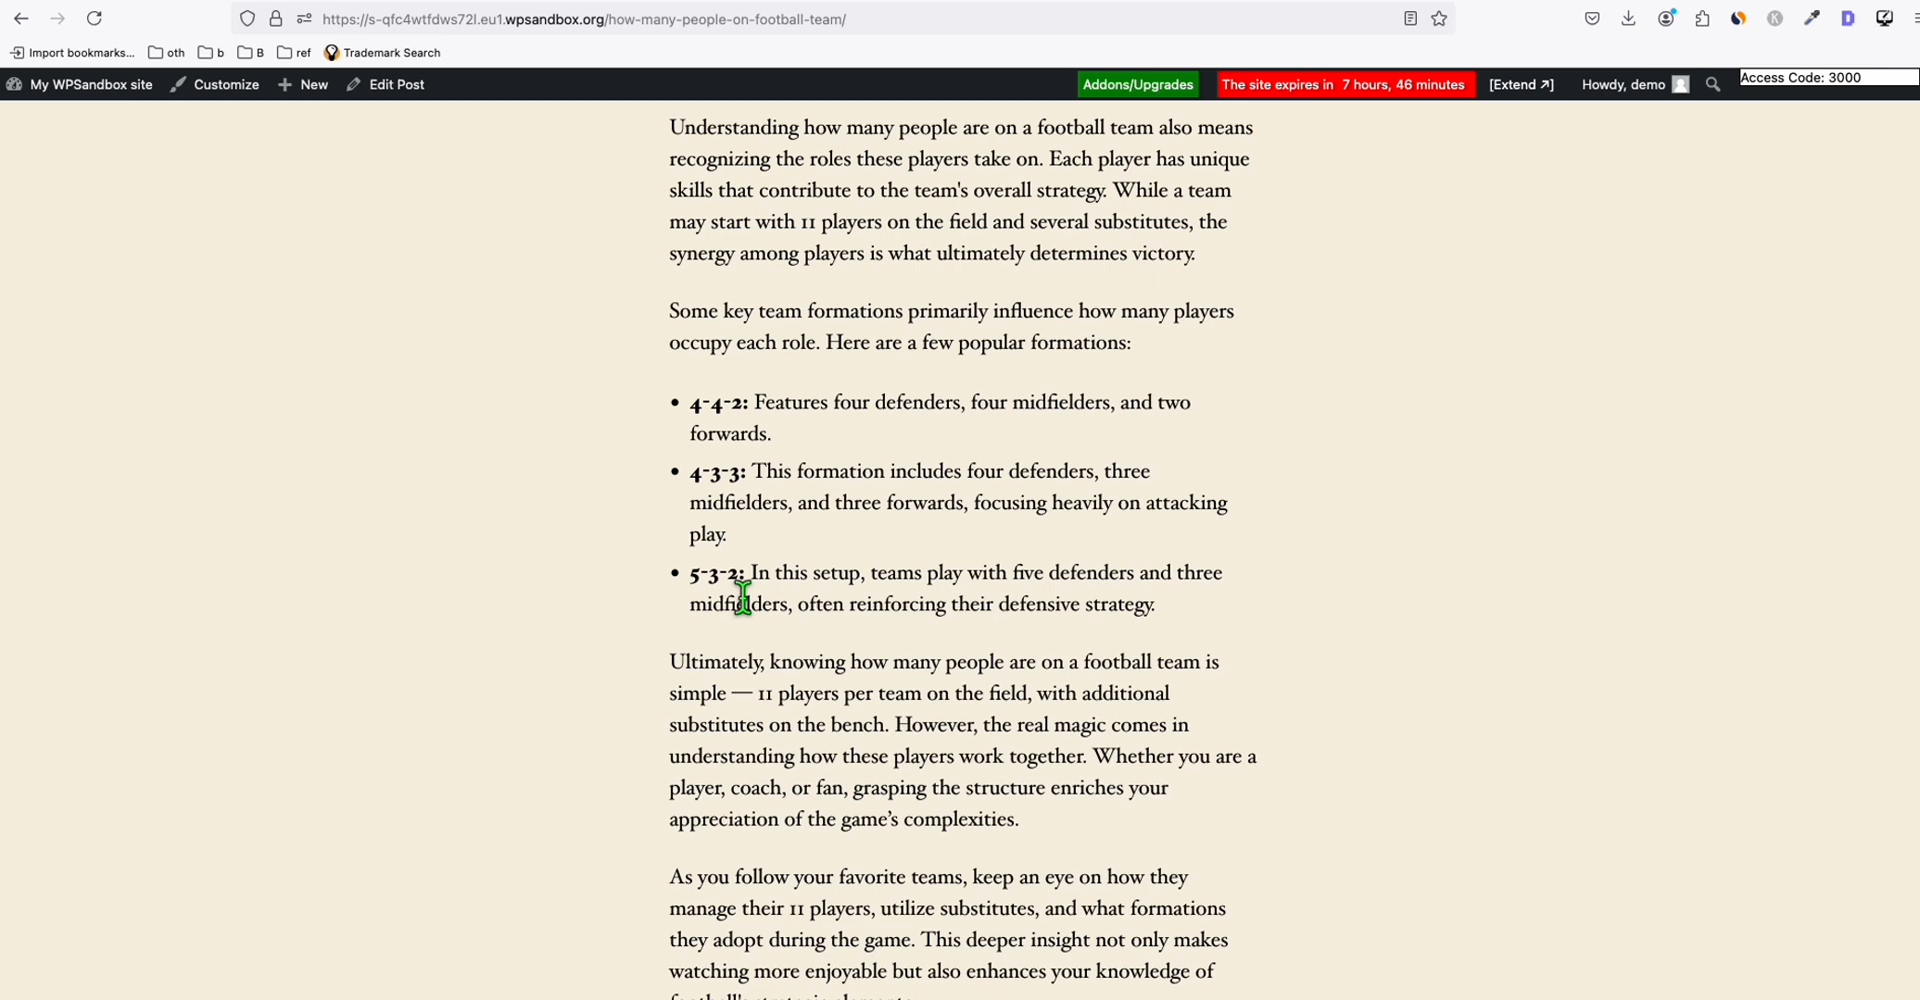 https://s-qfc4wtfdws72l.eu1.wpsandbox.org/how-many-people-on-football-team/
Import bookmarks... oth b B ref Trademark Search
My WPSandbox site Customize New Edit Post Addons/Upgrades The site expires in 7 hours, 46 minutes [Extend ↗] Howdy, demo Access Code: 3000
Understanding how many people are on a football team also means
recognizing the roles these players take on. Each player has unique
skills that contribute to the team's overall strategy. While a team
may start with 11 players on the field and several substitutes, the
synergy among players is what ultimately determines victory.
Some key team formations primarily influence how many players
occupy each role. Here are a few popular formations:
• 4-4-2: Features four defenders, four midfielders, and two
forwards.
• 4-3-3: This formation includes four defenders, three
midfielders, and three forwards, focusing heavily on attacking
play.
• 5-3-2: In this setup, teams play with five defenders and three
midfielders, often reinforcing their defensive strategy.
Ultimately, knowing how many people are on a football team is
simple — 11 players per team on the field, with additional
substitutes on the bench. However, the real magic comes in
understanding how these players work together. Whether you are a
player, coach, or fan, grasping the structure enriches your
appreciation of the game’s complexities.
As you follow your favorite teams, keep an eye on how they
manage their 11 players, utilize substitutes, and what formations
they adopt during the game. This deeper insight not only makes
watching more enjoyable but also enhances your knowledge of